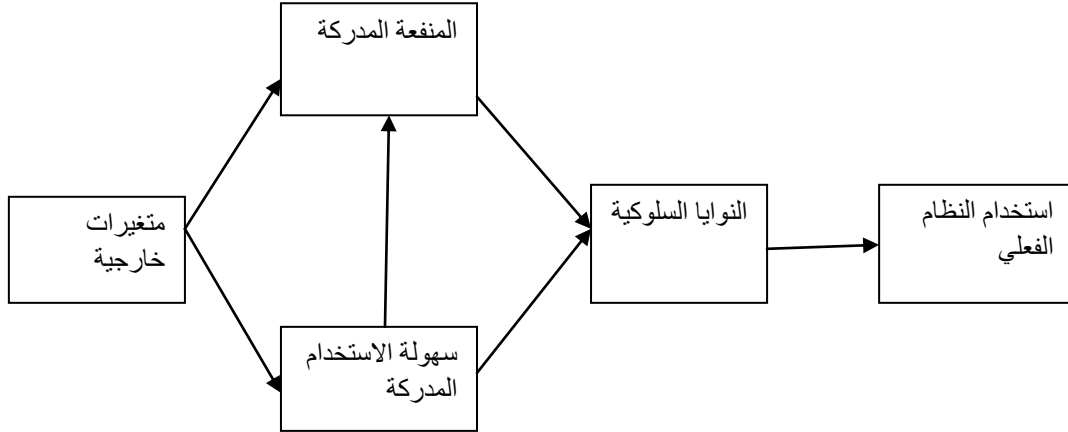 المنفعة المدركة
متغيرات
خارجية
سهولة الاستخدام
المدركة
النوايا السلوكية
استخدام النظام
الفعلي